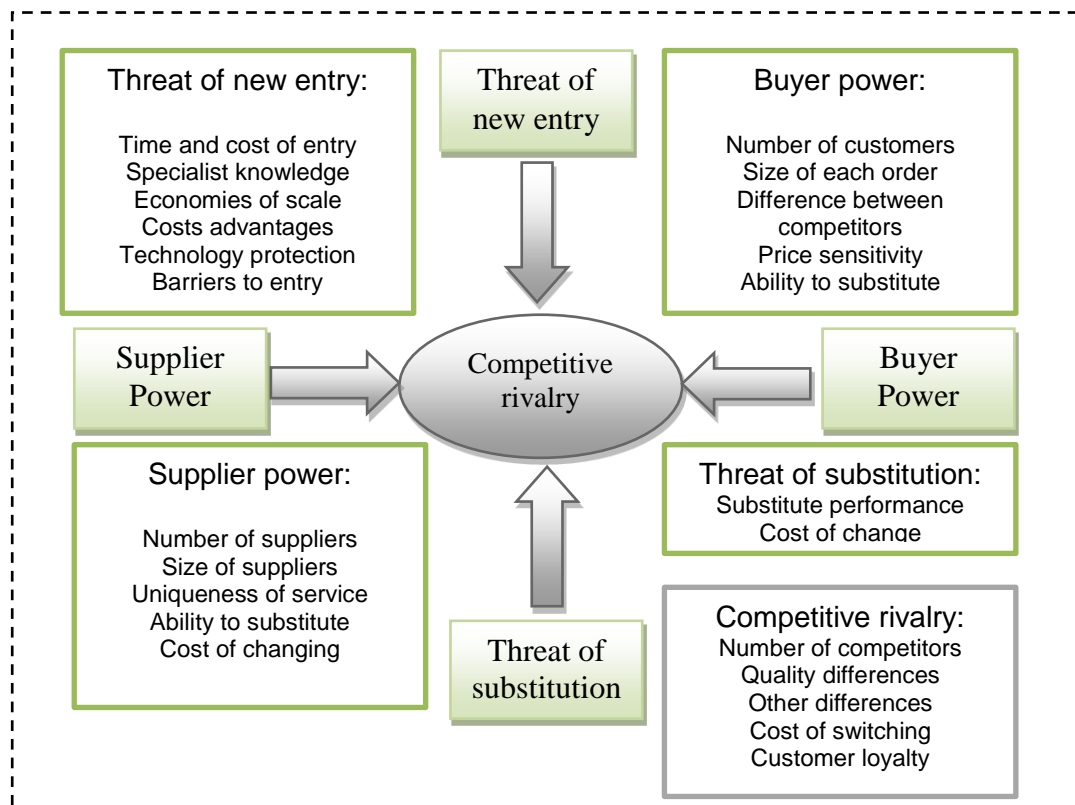 Threat of new entry:
Time and cost of entry
Specialist knowledge
Economies of scale
Costs advantages
Technology protection
Barriers to entry
Threat of
new entry
Buyer power:
Number of customers
Size of each order
Difference between
competitors
Price sensitivity
Ability to substitute
Supplier
Power
Competitive
rivalry
Buyer
Power
Supplier power:
Number of suppliers
Size of suppliers
Uniqueness of service
Ability to substitute
Cost of changing
Threat of
substitution
Threat of substitution:
Substitute performance
Cost of change
Competitive rivalry:
Number of competitors
Quality differences
Other differences
Cost of switching
Customer loyalty